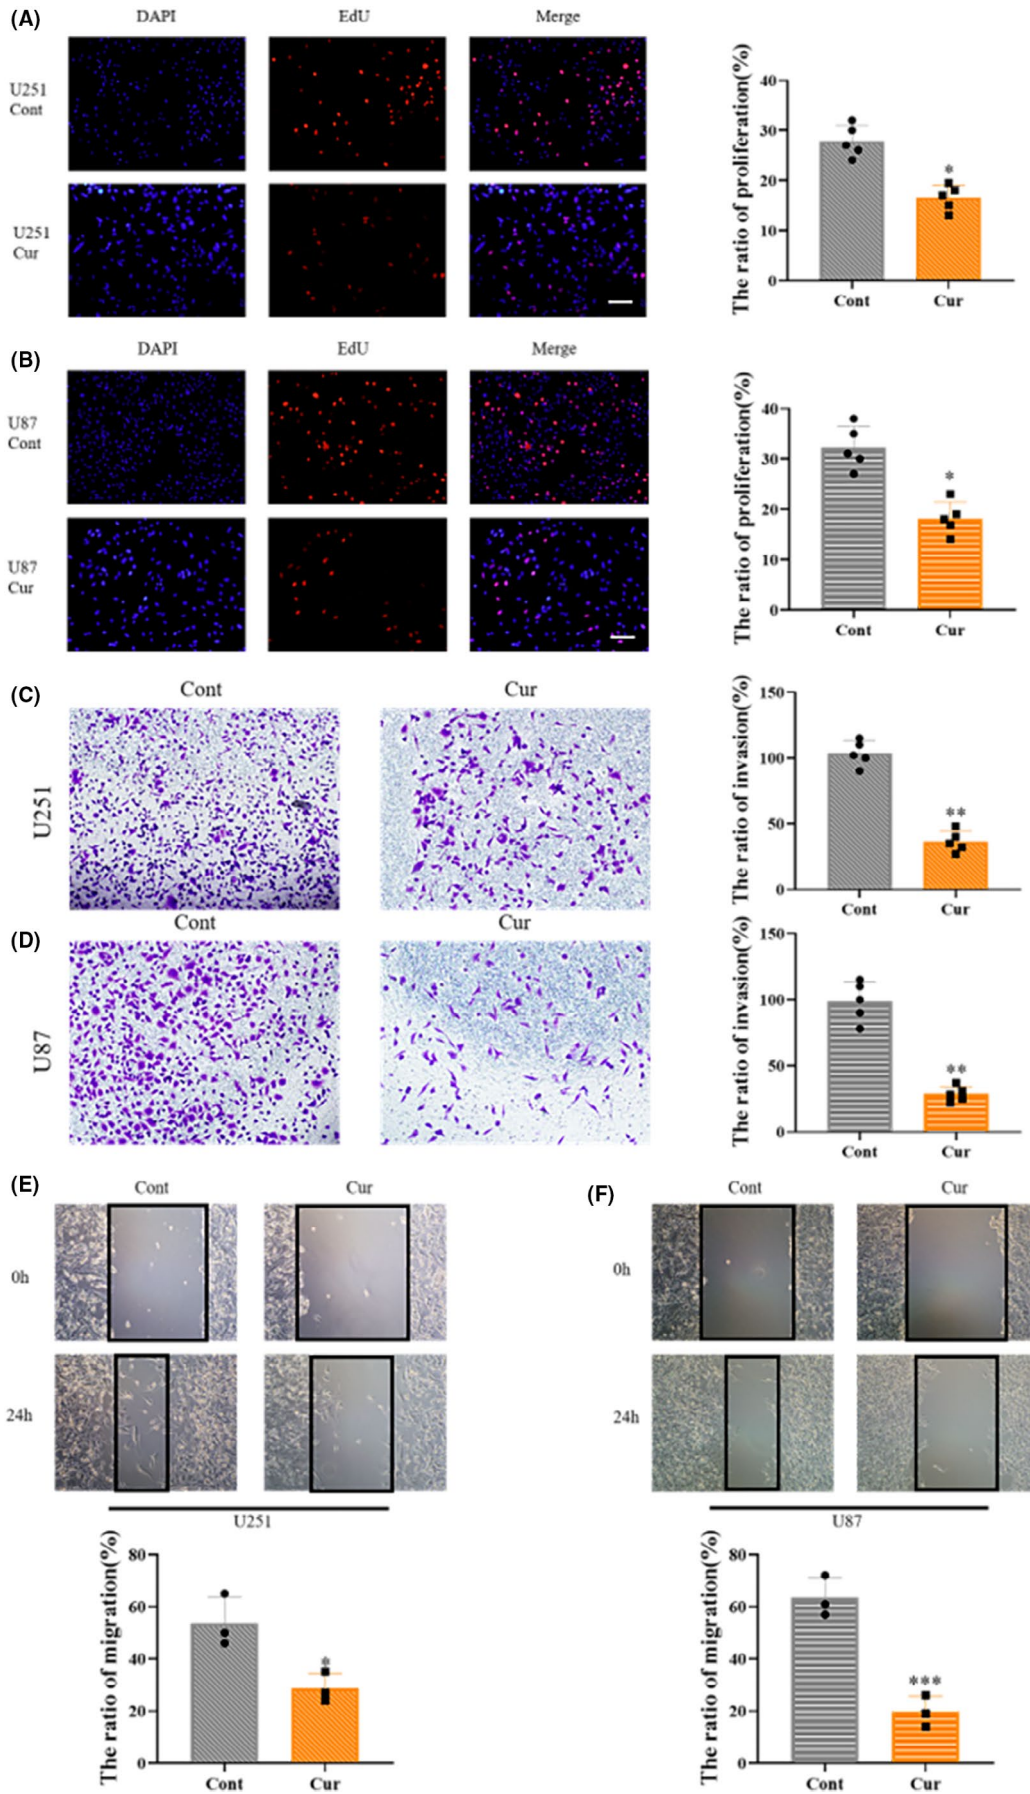 (A)
DAPI EdU Merge
U251
Cont
U251
Cur
The ratio of proliferation(%)
40
30
20
10
0
*
Cont Cur
(B)
DAPI EdU Merge
U87
Cont
U87
Cur
The ratio of proliferation(%)
40
30
20
10
0
*
Cont Cur
(C)
Cont Cur
U251
The ratio of invasion(%)
150
100
50
0
**
Cont Cur
(D)
Cont Cur
U87
The ratio of invasion(%)
150
100
50
0
**
Cont Cur
(E)
Cont Cur
0h
24h
U251
The ratio of migration(%)
80
60
40
20
0
*
Cont Cur
(F)
Cont Cur
0h
24h
U87
The ratio of migration(%)
80
60
40
20
0
***
Cont Cur